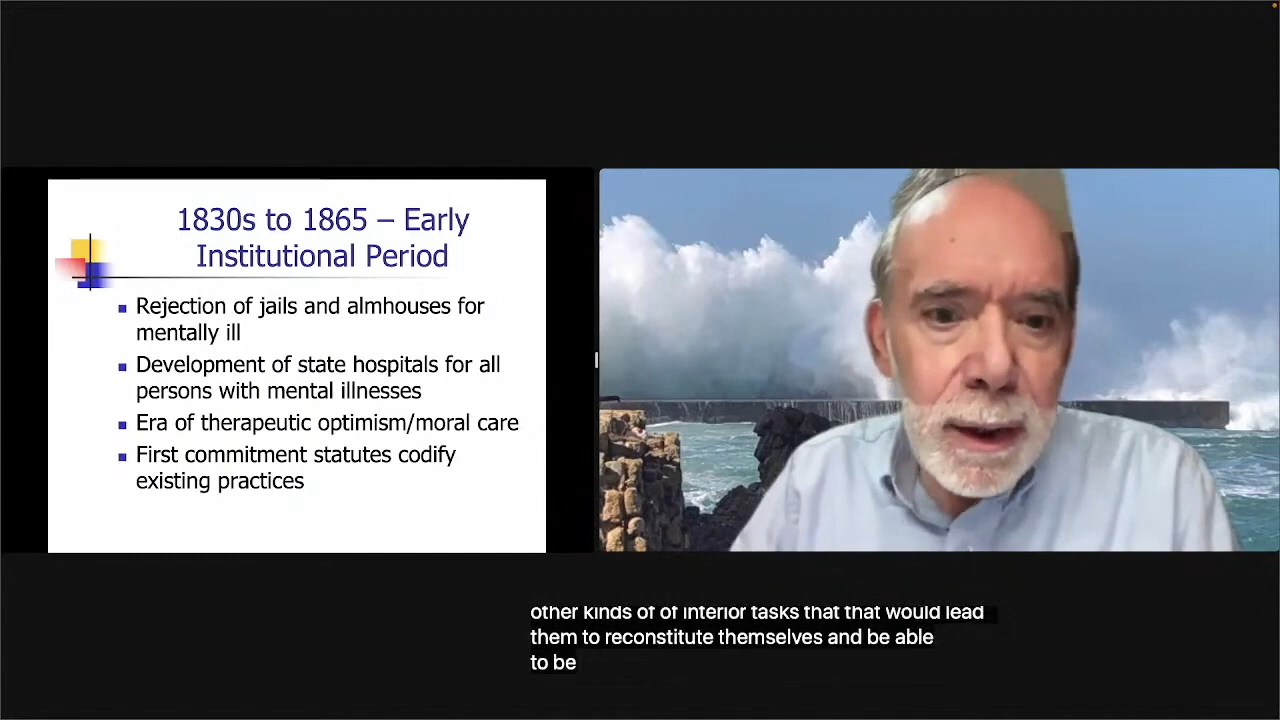 1830s to 1865 – Early
Institutional Period
Rejection of jails and almhouses for
mentally ill
Development of state hospitals for all
persons with mental illnesses
Era of therapeutic optimism/moral care
First commitment statutes codify
existing practices
other kinds of of interior tasks that that would lead
them to reconstitute themselves and be able
to be